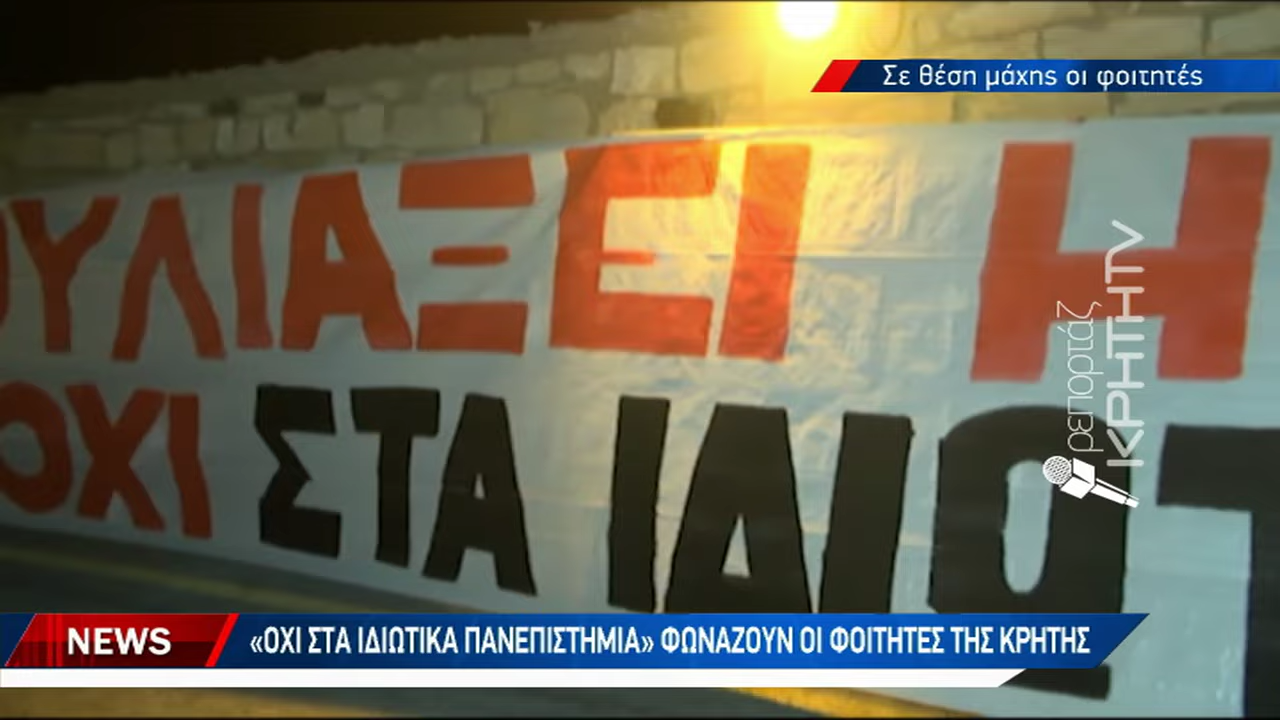 Σε θέση μάχης οι φοιτητές
ΥΛΙΑΞΕΙ Η
ΟΧΙ ΣΤΑ ΙΔΙΩΤ
ρεπορτάζ
ΚΡΗΤΗTV
NEWS
«ΟΧΙ ΣΤΑ ΙΔΙΩΤΙΚΑ ΠΑΝΕΠΙΣΤΗΜΙΑ» ΦΩΝΑΖΟΥΝ ΟΙ ΦΟΙΤΗΤΕΣ ΤΗΣ ΚΡΗΤΗΣ